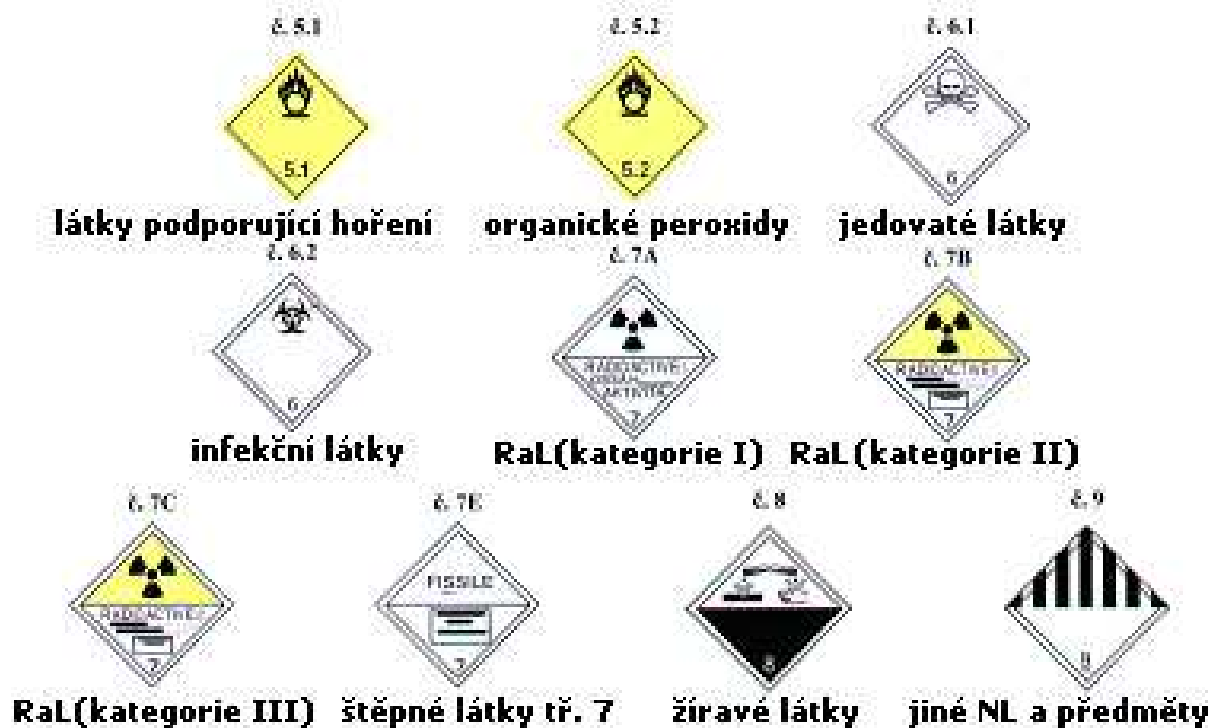 č. 5.1 č. 5.2 č. 6.1
5.1 5.2 6
látky podporující hoření organické peroxidy jedovaté látky
č. 6.2 č. 7A č. 7B
RADIOACTIVE RADIOACTIVE
6 7 7
infekční látky RaL(kategorie I) RaL(kategorie II)
č. 7C č. 7E č. 8 č. 9
FISSILE
RADIOACTIVE
7 7 8 9
RaL(kategorie III) štěpné látky tř. 7 žíravé látky jiné NL a předměty